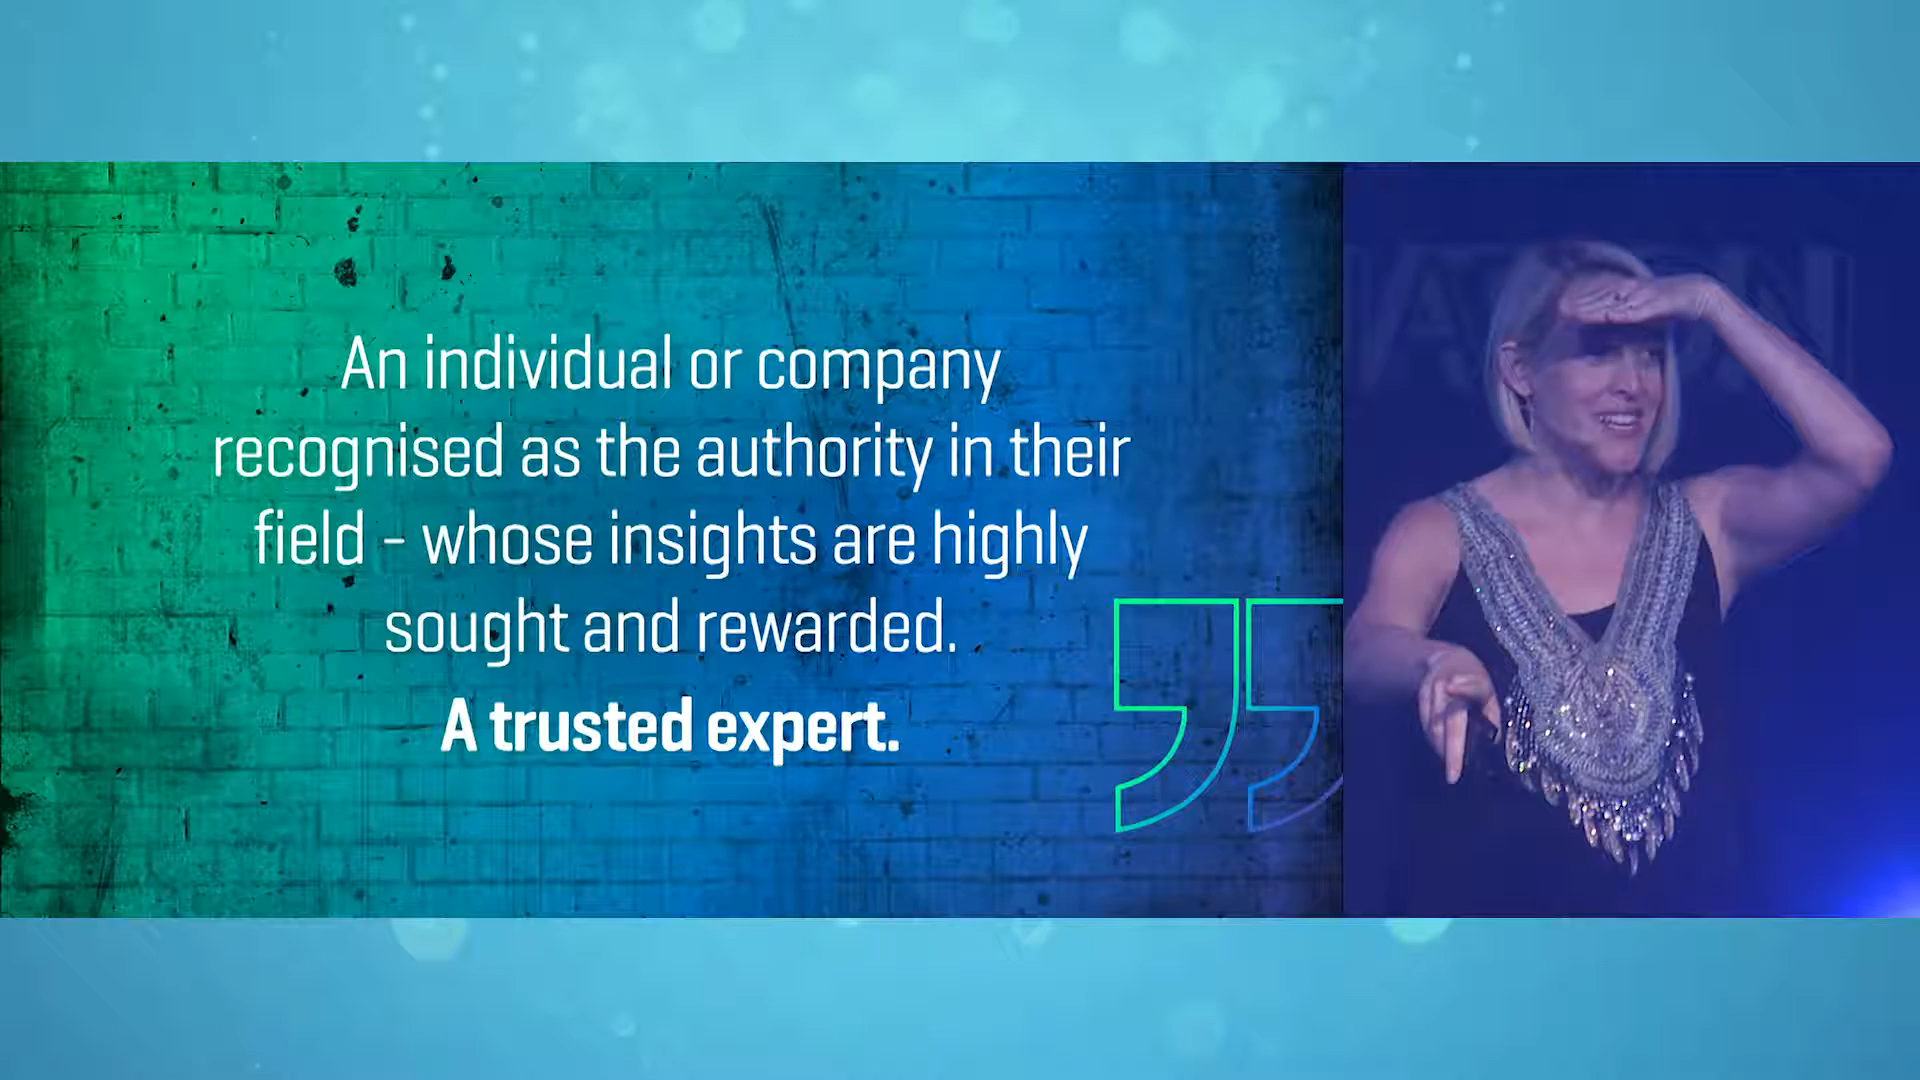 An individual or company
recognised as the authority in their
field – whose insights are highly
sought and rewarded.
A trusted expert.